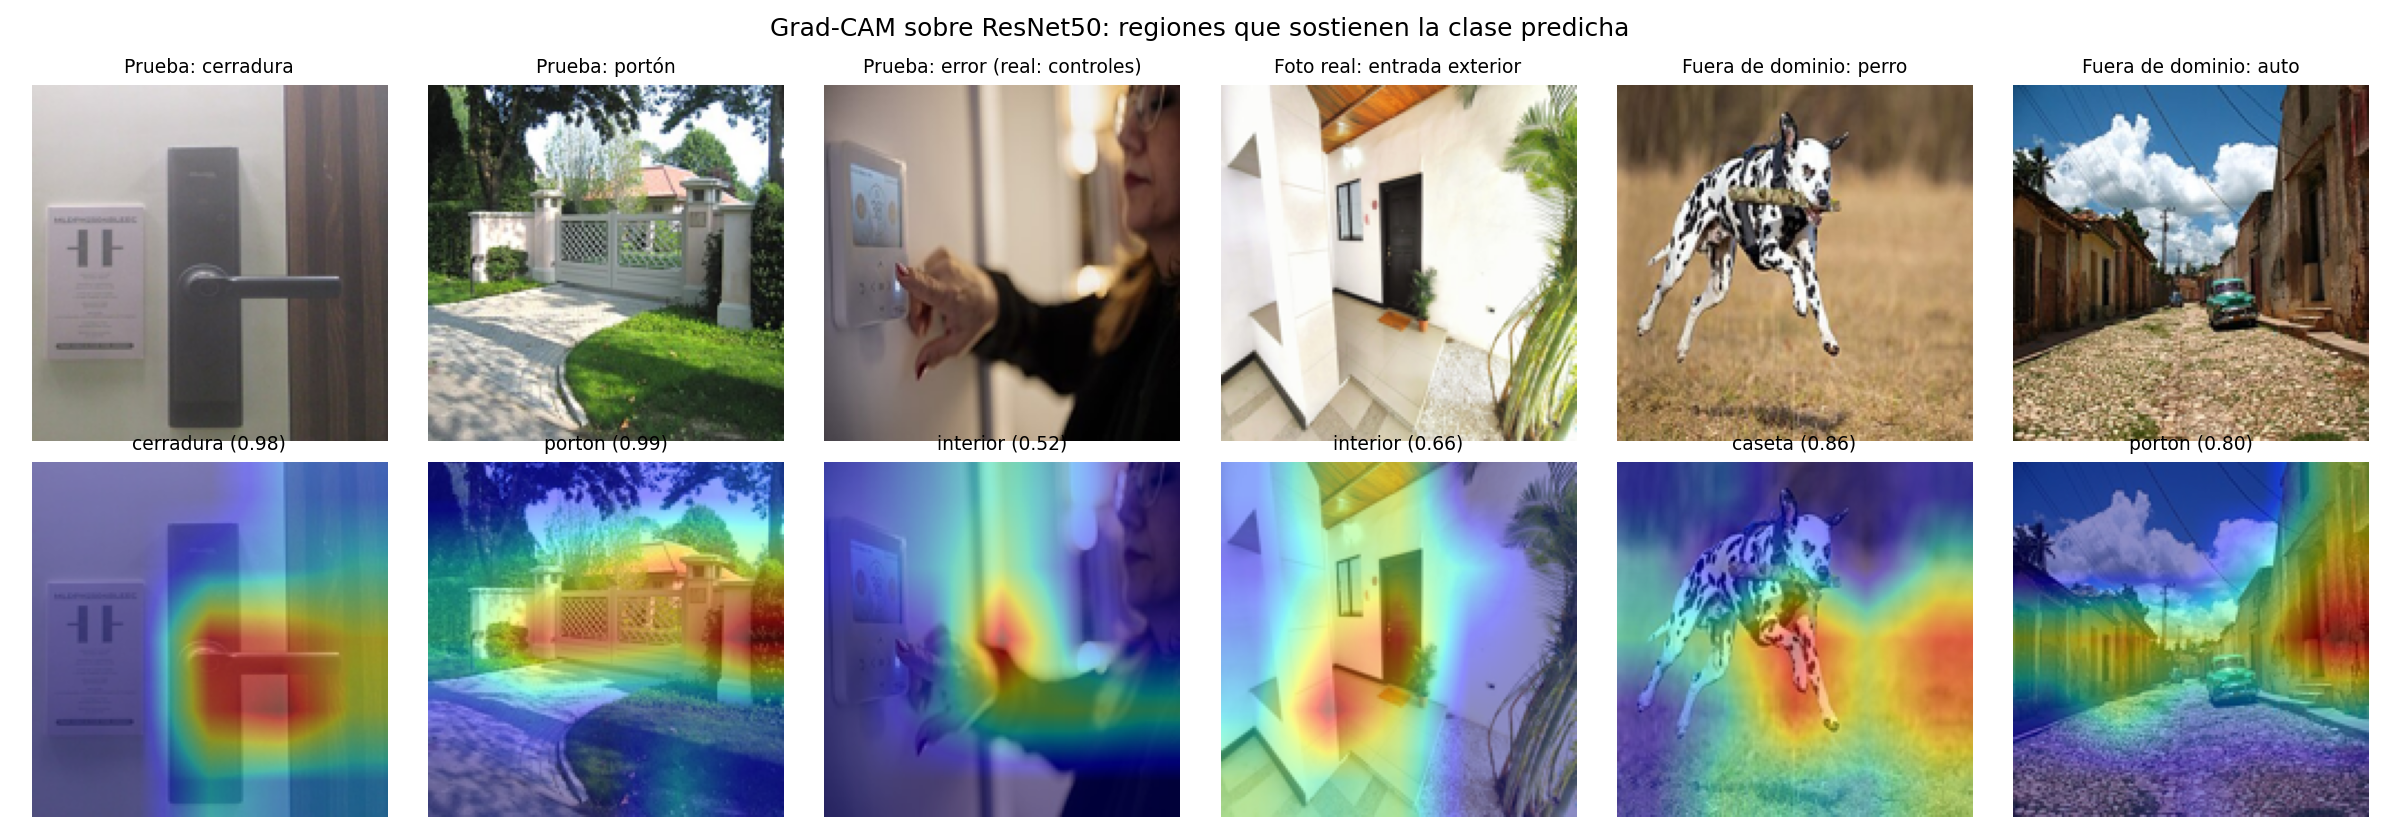 Grad-CAM sobre ResNet50: regiones que sostienen la clase predicha
Prueba: cerradura
Prueba: portón
Prueba: error (real: controles)
Foto real: entrada exterior
Fuera de dominio: perro
Fuera de dominio: auto
cerradura (0.98)
porton (0.99)
interior (0.52)
interior (0.66)
caseta (0.86)
porton (0.80)